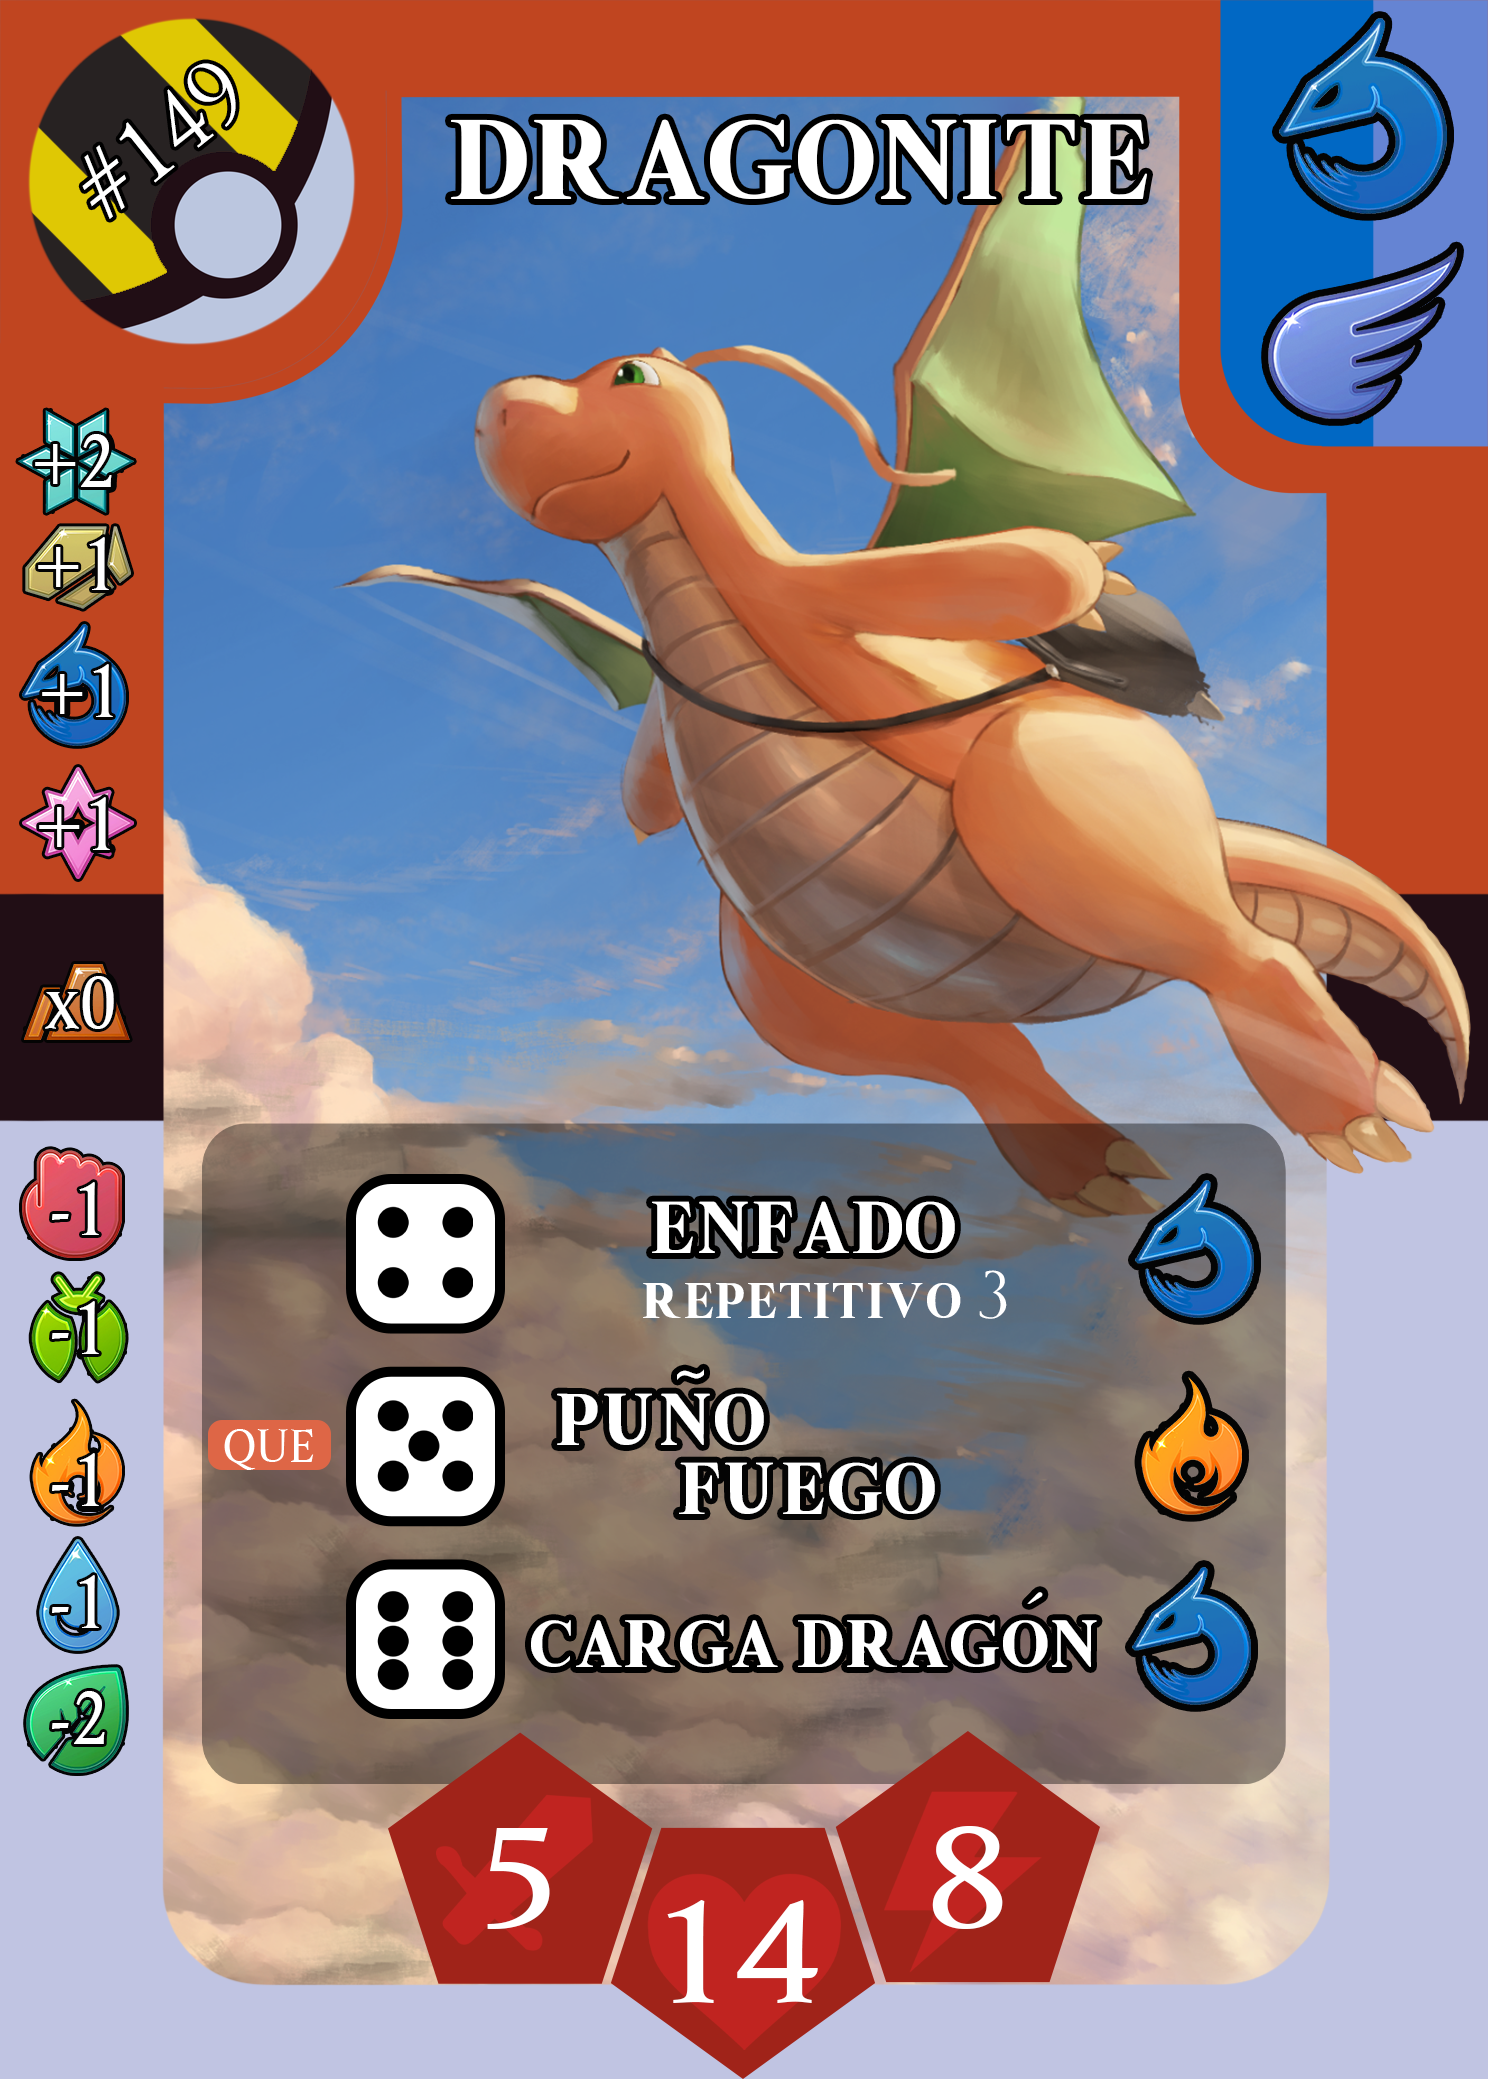 #149
DRAGONITE
+2
+1
+1
+1
x0
-1
-1
-1
-1
-2
ENFADO
REPETITIVO 3
QUE
PUÑO
FUEGO
CARGA DRAGÓN
5
14
8